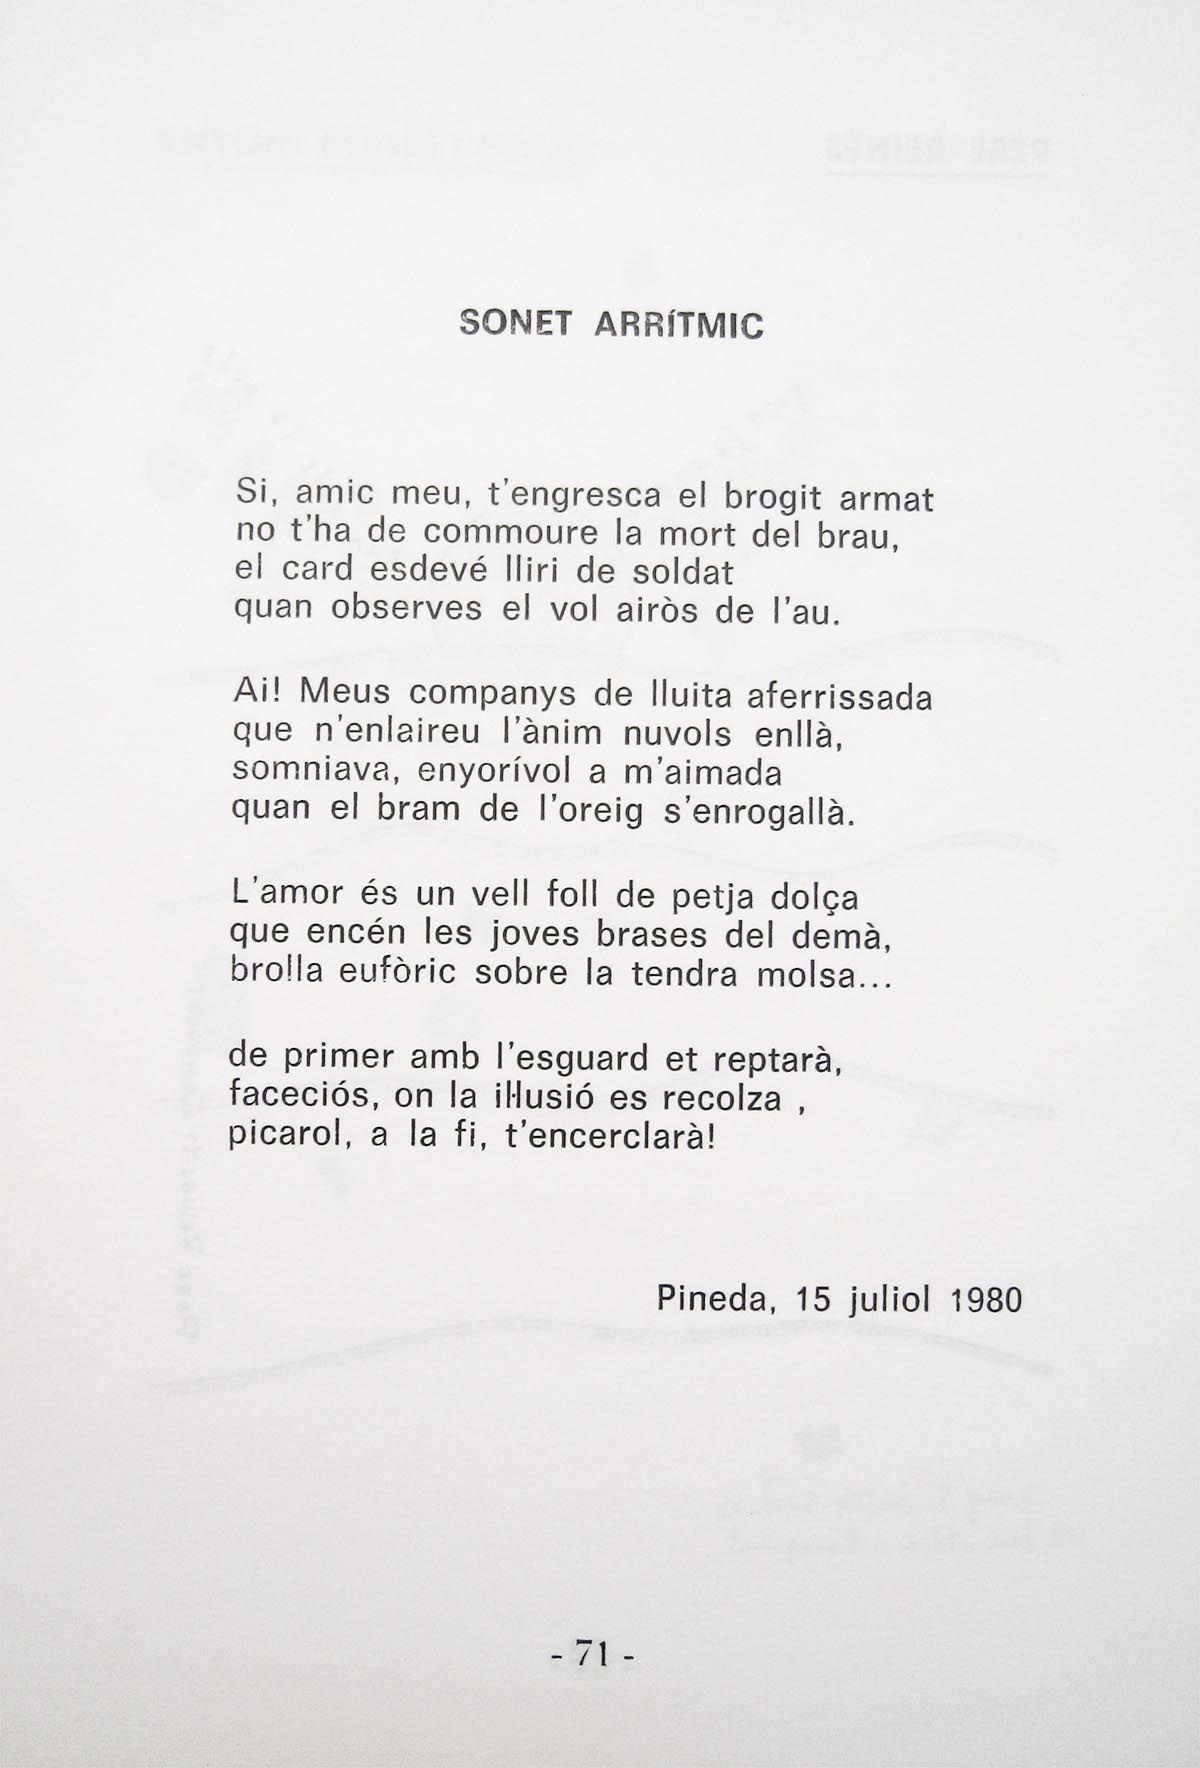 SONET ARRÍTMIC
Si, amic meu, t'engresca el brogit armat
no t'ha de commoure la mort del brau,
el card esdevé lliri de soldat
quan observes el vol airòs de l'au.
Ai! Meus companys de lluita aferrissada
que n'enlaireu l'ànim nuvols enllà,
somniava, enyorívol a m'aimada
quan el bram de l'oreig s'enrogallà.
L'amor és un vell foll de petja dolça
que encén les joves brases del demà,
brolla eufòric sobre la tendra molsa...
de primer amb l'esguard et reptarà,
faceciós, on la iŀlusió es recolza ,
picarol, a la fi, t'encerclarà!
Pineda, 15 juliol 1980
- 71 -